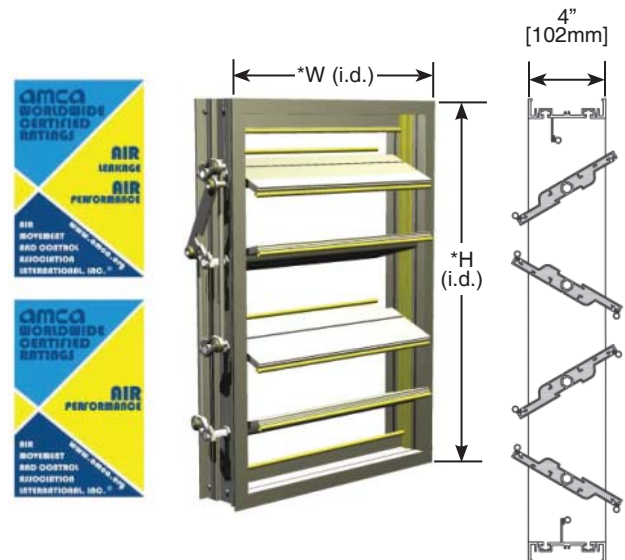 amca
WORLDWIDE
CERTIFIED
RATINGS
AIR
LEAKAGE
AIR
PERFORMANCE
www.amca.org
AIR
MOVEMENT
AND CONTROL
ASSOCIATION
INTERNATIONAL, INC.®
amca
WORLDWIDE
CERTIFIED
RATINGS
AIR
PERFORMANCE
www.amca.org
AIR
MOVEMENT
AND CONTROL
ASSOCIATION
INTERNATIONAL, INC.®
*W (i.d.)
*H
(i.d.)
4”
[102mm]